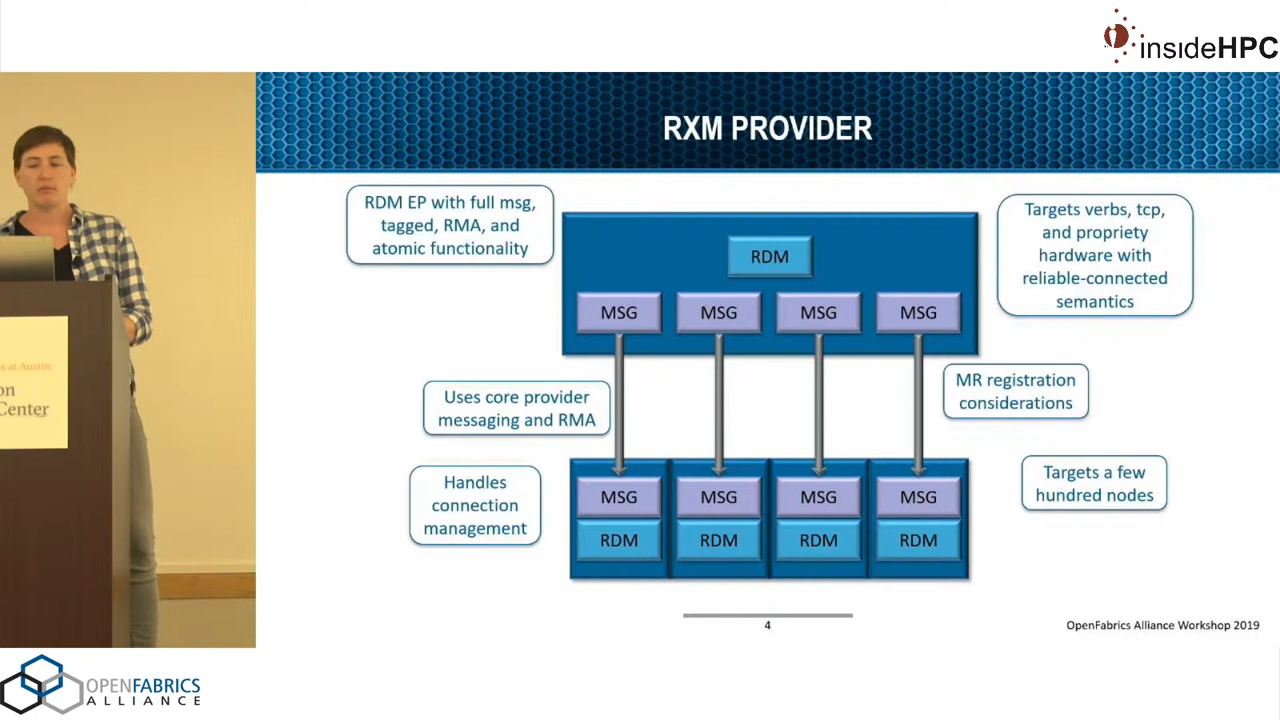 insideHPC
RXM PROVIDER
RDM EP with full msg,
tagged, RMA, and
atomic functionality
Targets verbs, tcp,
and propriety
hardware with
reliable-connected
semantics
RDM
MSG MSG MSG MSG
MR registration
considerations
Uses core provider
messaging and RMA
Handles
connection
management
Targets a few
hundred nodes
MSG MSG MSG MSG
RDM RDM RDM RDM
4
OpenFabrics Alliance Workshop 2019
s at Austin
on
Center
OPENFABRICS
ALLIANCE